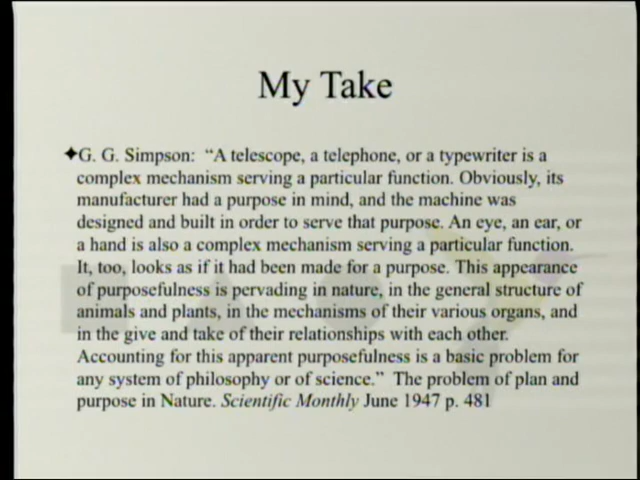 My Take
✦G. G. Simpson: “A telescope, a telephone, or a typewriter is a
complex mechanism serving a particular function. Obviously, its
manufacturer had a purpose in mind, and the machine was
designed and built in order to serve that purpose. An eye, an ear, or
a hand is also a complex mechanism serving a particular function.
It, too, looks as if it had been made for a purpose. This appearance
of purposefulness is pervading in nature, in the general structure of
animals and plants, in the mechanisms of their various organs, and
in the give and take of their relationships with each other.
Accounting for this apparent purposefulness is a basic problem for
any system of philosophy or of science.” The problem of plan and
purpose in Nature. Scientific Monthly June 1947 p. 481